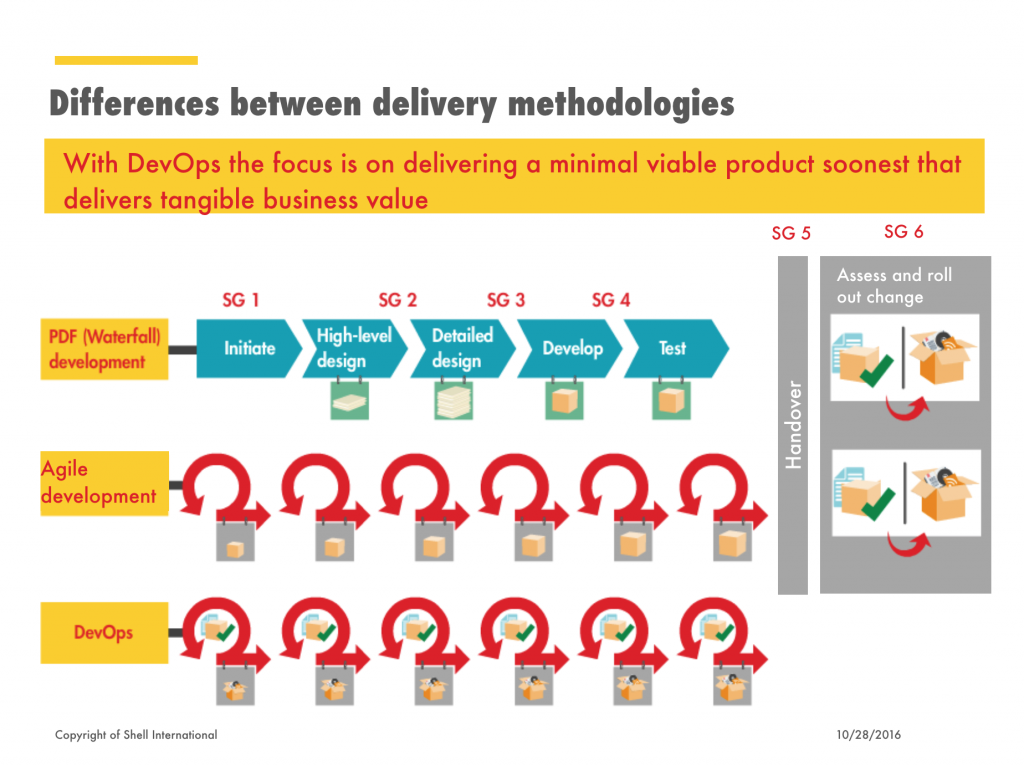 Differences between delivery methodologies
With DevOps the focus is on delivering a minimal viable product soonest that
delivers tangible business value
SG 5
SG 6
Assess and roll
out change
SG 1
SG 2
SG 3
SG 4
PDF (Waterfall)
development
Initiate
High-level
design
Detailed
design
Develop
Test
Handover
Agile
development
DevOps
Copyright of Shell International
10/28/2016